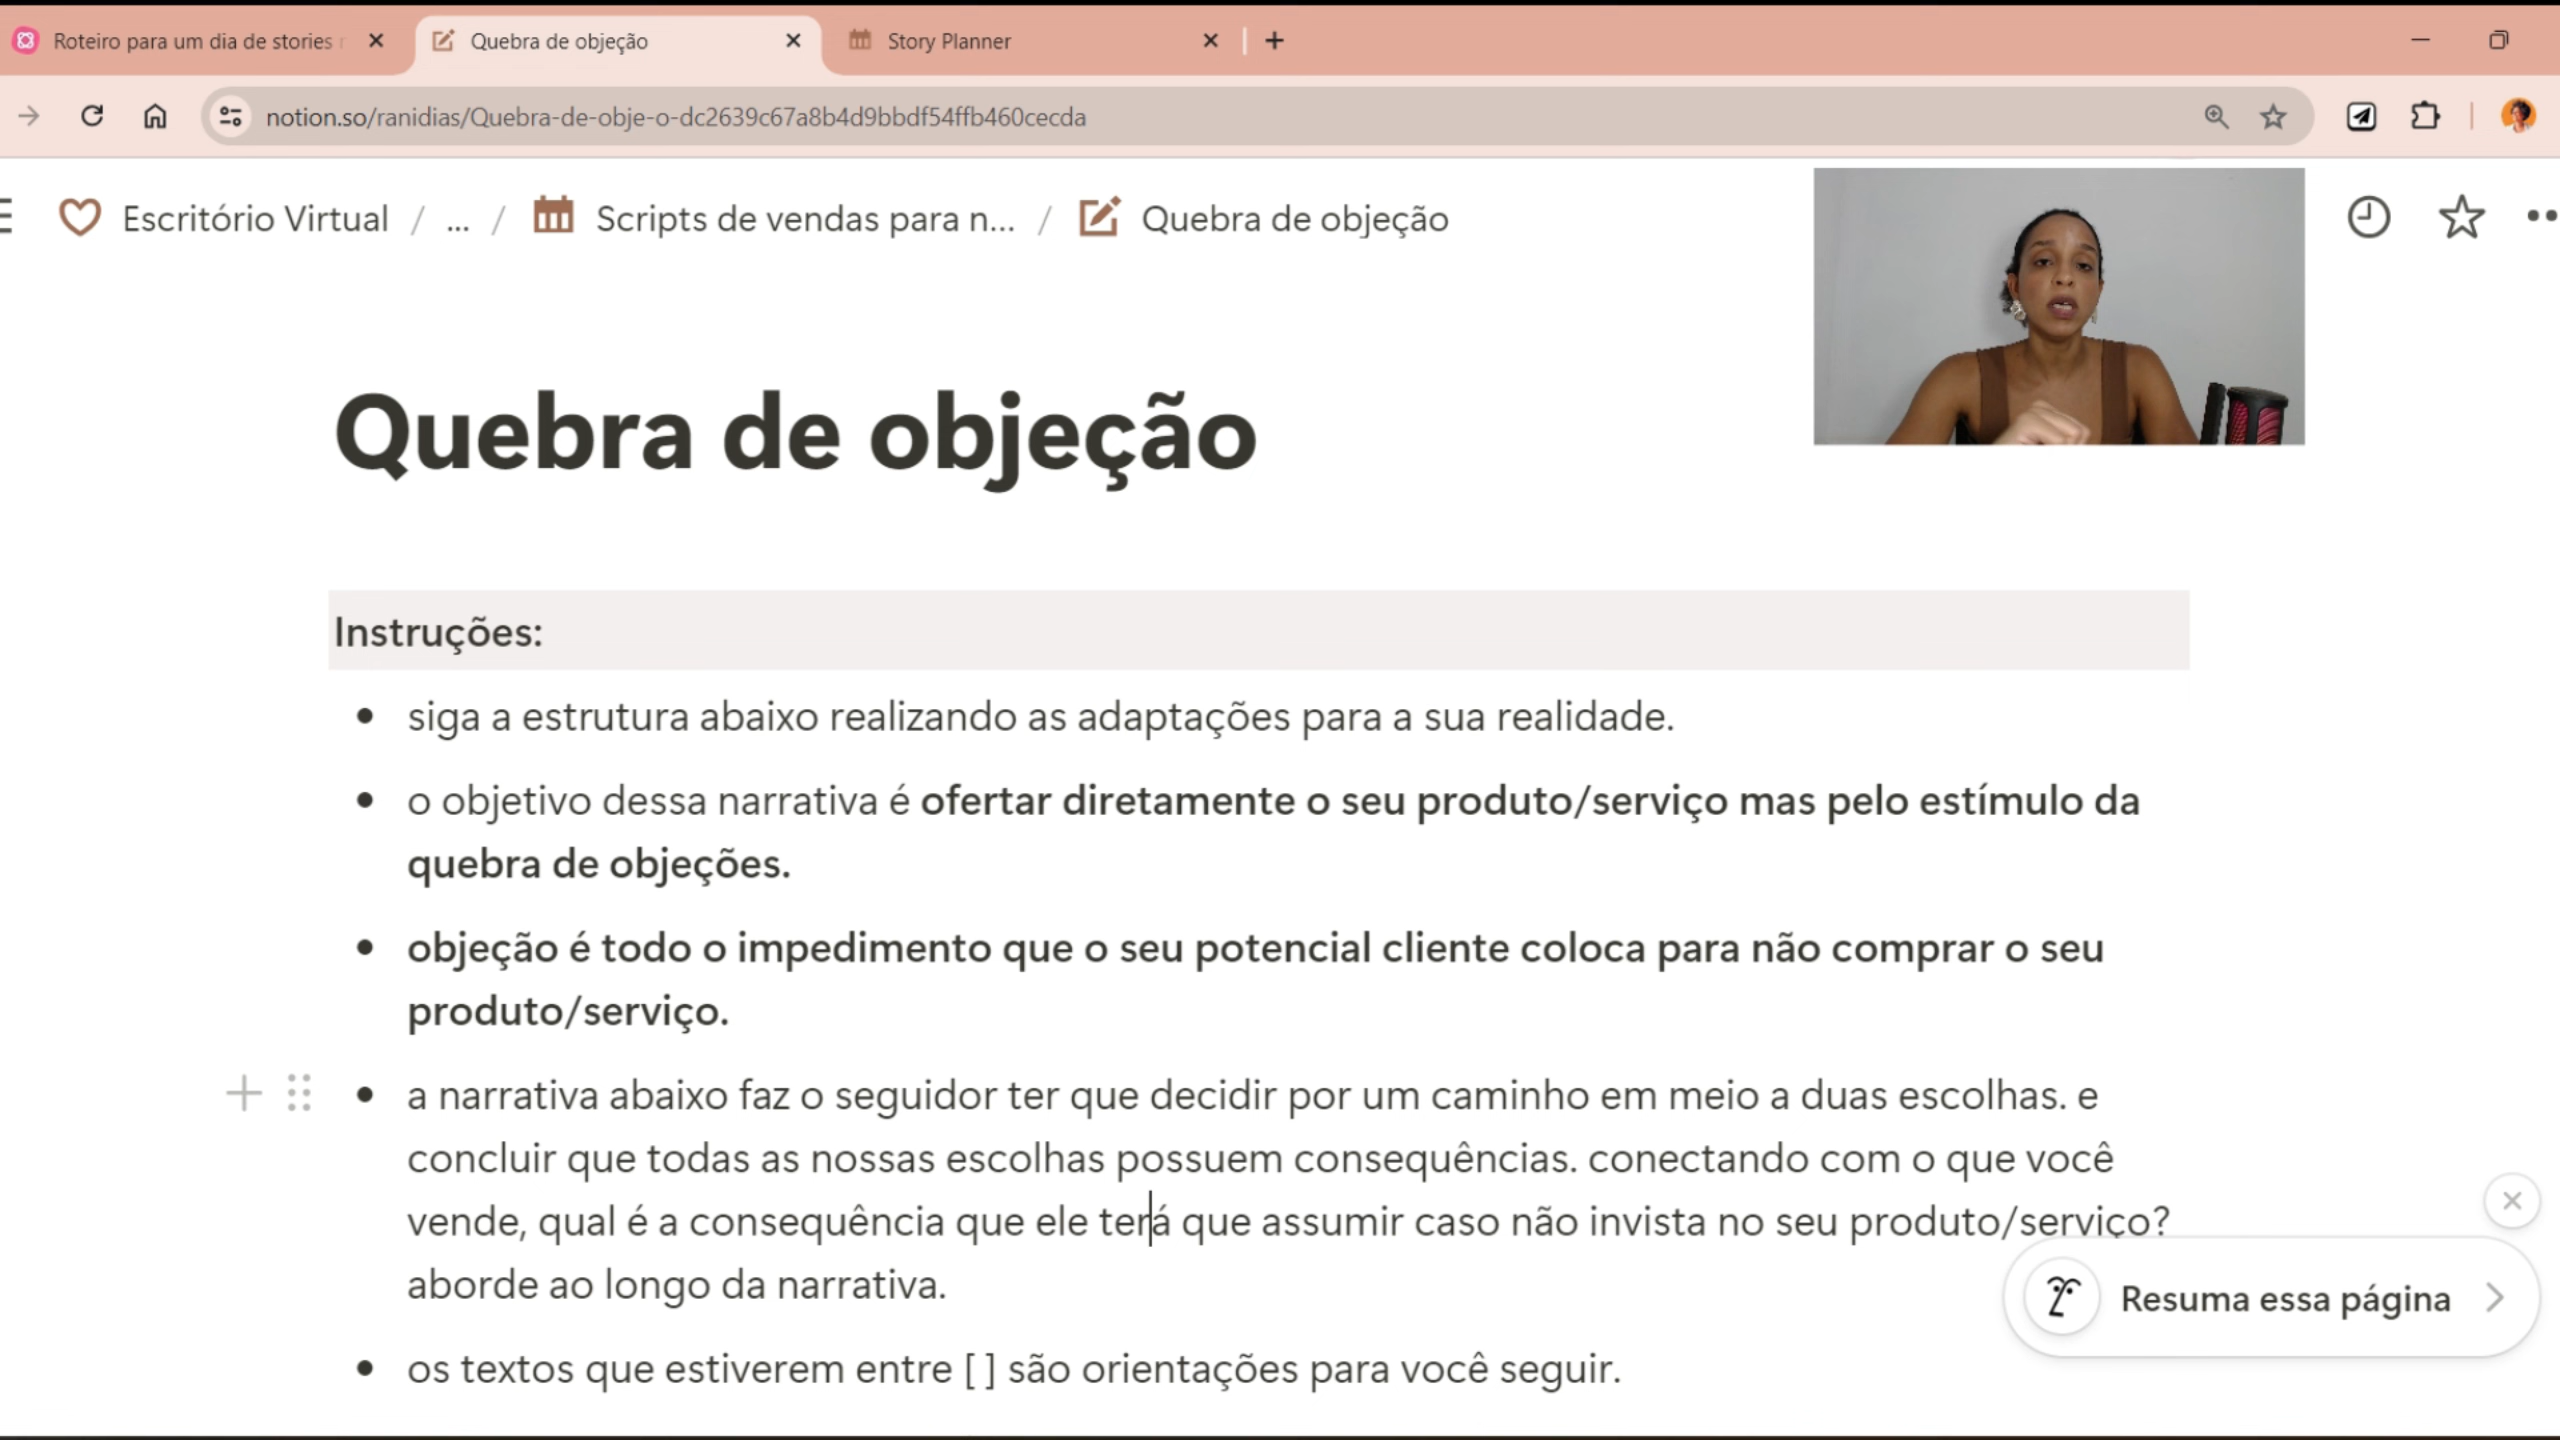 Roteiro para um dia de stories
Quebra de objeção
Story Planner
notion.so/ranidias/Quebra-de-obje-o-dc2639c67a8b4d9bbdf54ffb460cecda
Escritório Virtual / ... / Scripts de vendas para n... / Quebra de objeção
Quebra de objeção
Instruções:
• siga a estrutura abaixo realizando as adaptações para a sua realidade.
• o objetivo dessa narrativa é ofertar diretamente o seu produto/serviço mas pelo estímulo da
quebra de objeções.
• objeção é todo o impedimento que o seu potencial cliente coloca para não comprar o seu
produto/serviço.
• a narrativa abaixo faz o seguidor ter que decidir por um caminho em meio a duas escolhas. e
concluir que todas as nossas escolhas possuem consequências. conectando com o que você
vende, qual é a consequência que ele terá que assumir caso não invista no seu produto/serviço?
aborde ao longo da narrativa.
Resuma essa página
• os textos que estiverem entre [ ] são orientações para você seguir.